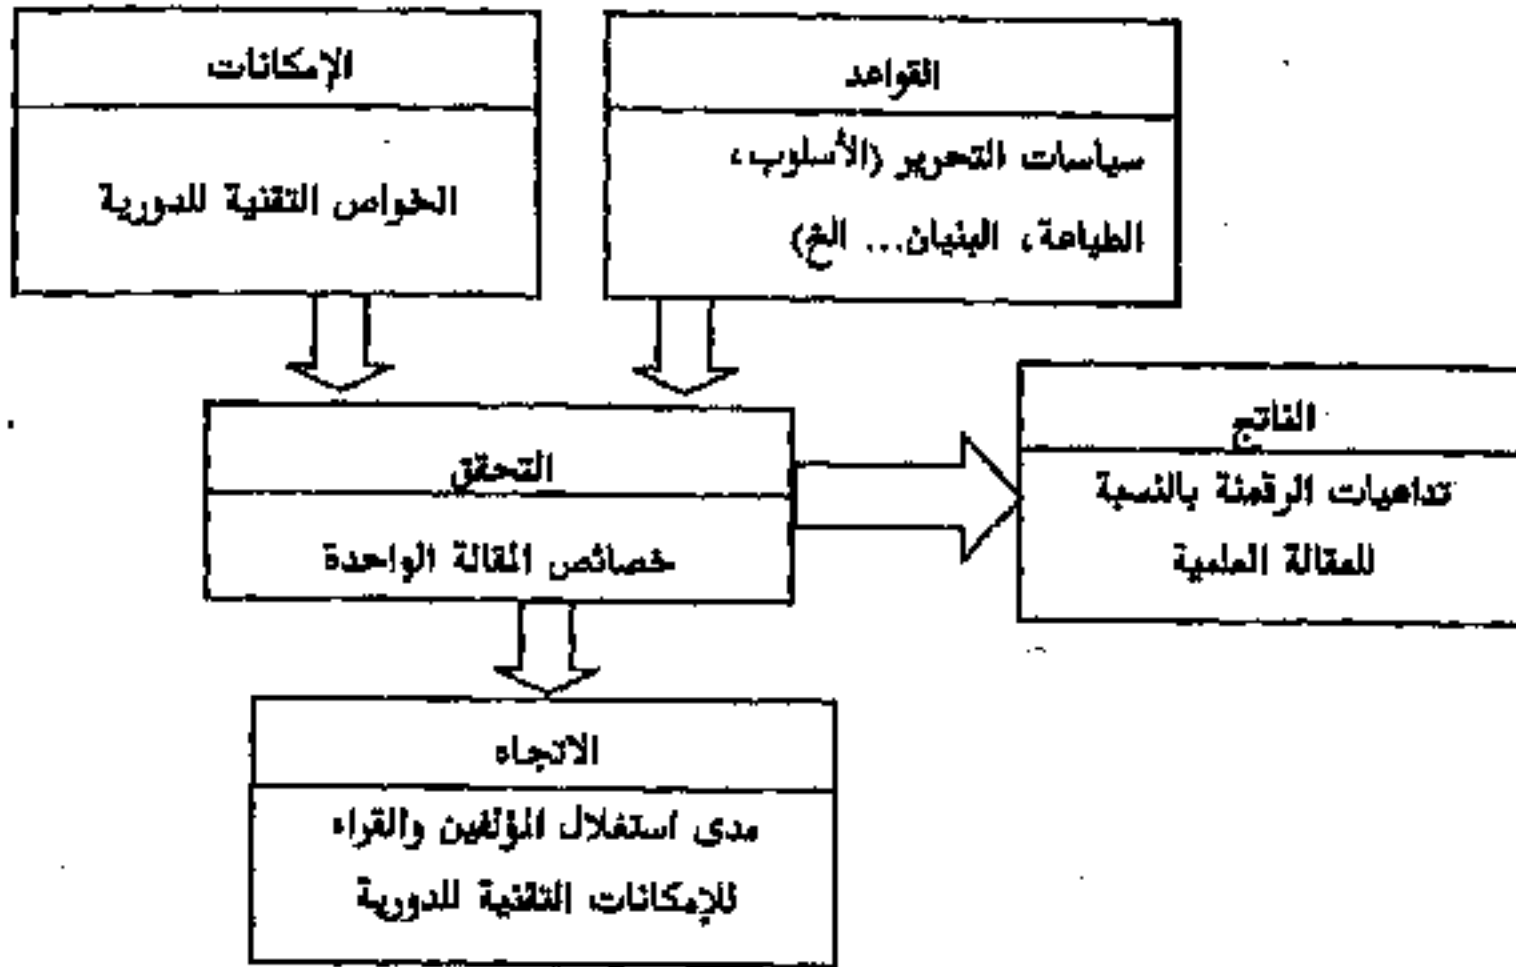 القواعد
سياسات التحرير (الأسلوب،
الطباعة، البنيان... الخ)
الإمكانات
الخواص التقنية للدورية
التحقق
خصائص المقالة الواحدة
الناتج
تداعيات الرقمنة بالنسبة
للمقالة العلمية
الاتجاه
مدى استغلال المؤلفين والقراء
للإمكانات التقنية للدورية